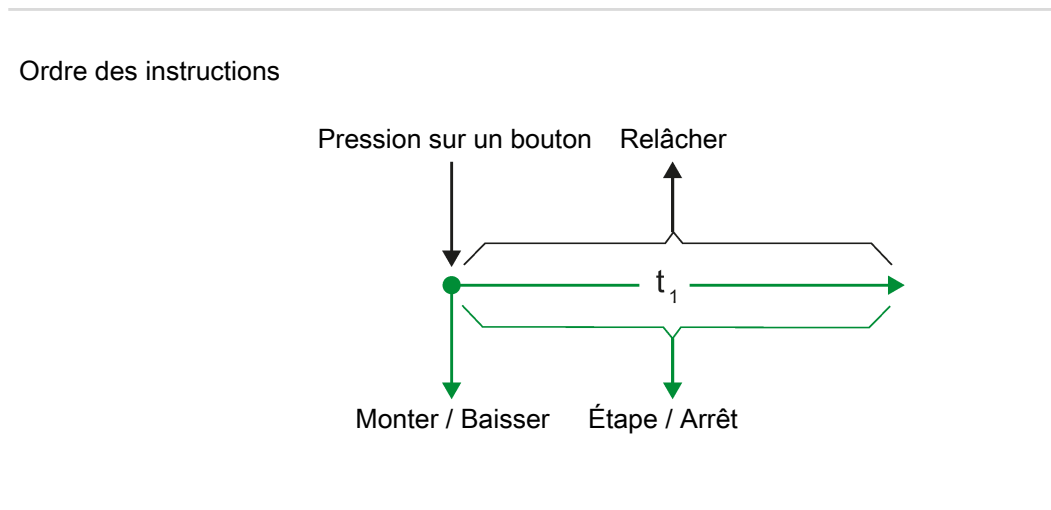 Ordre des instructions
Pression sur un bouton Relâcher
t1
Monter / Baisser Étape / Arrêt